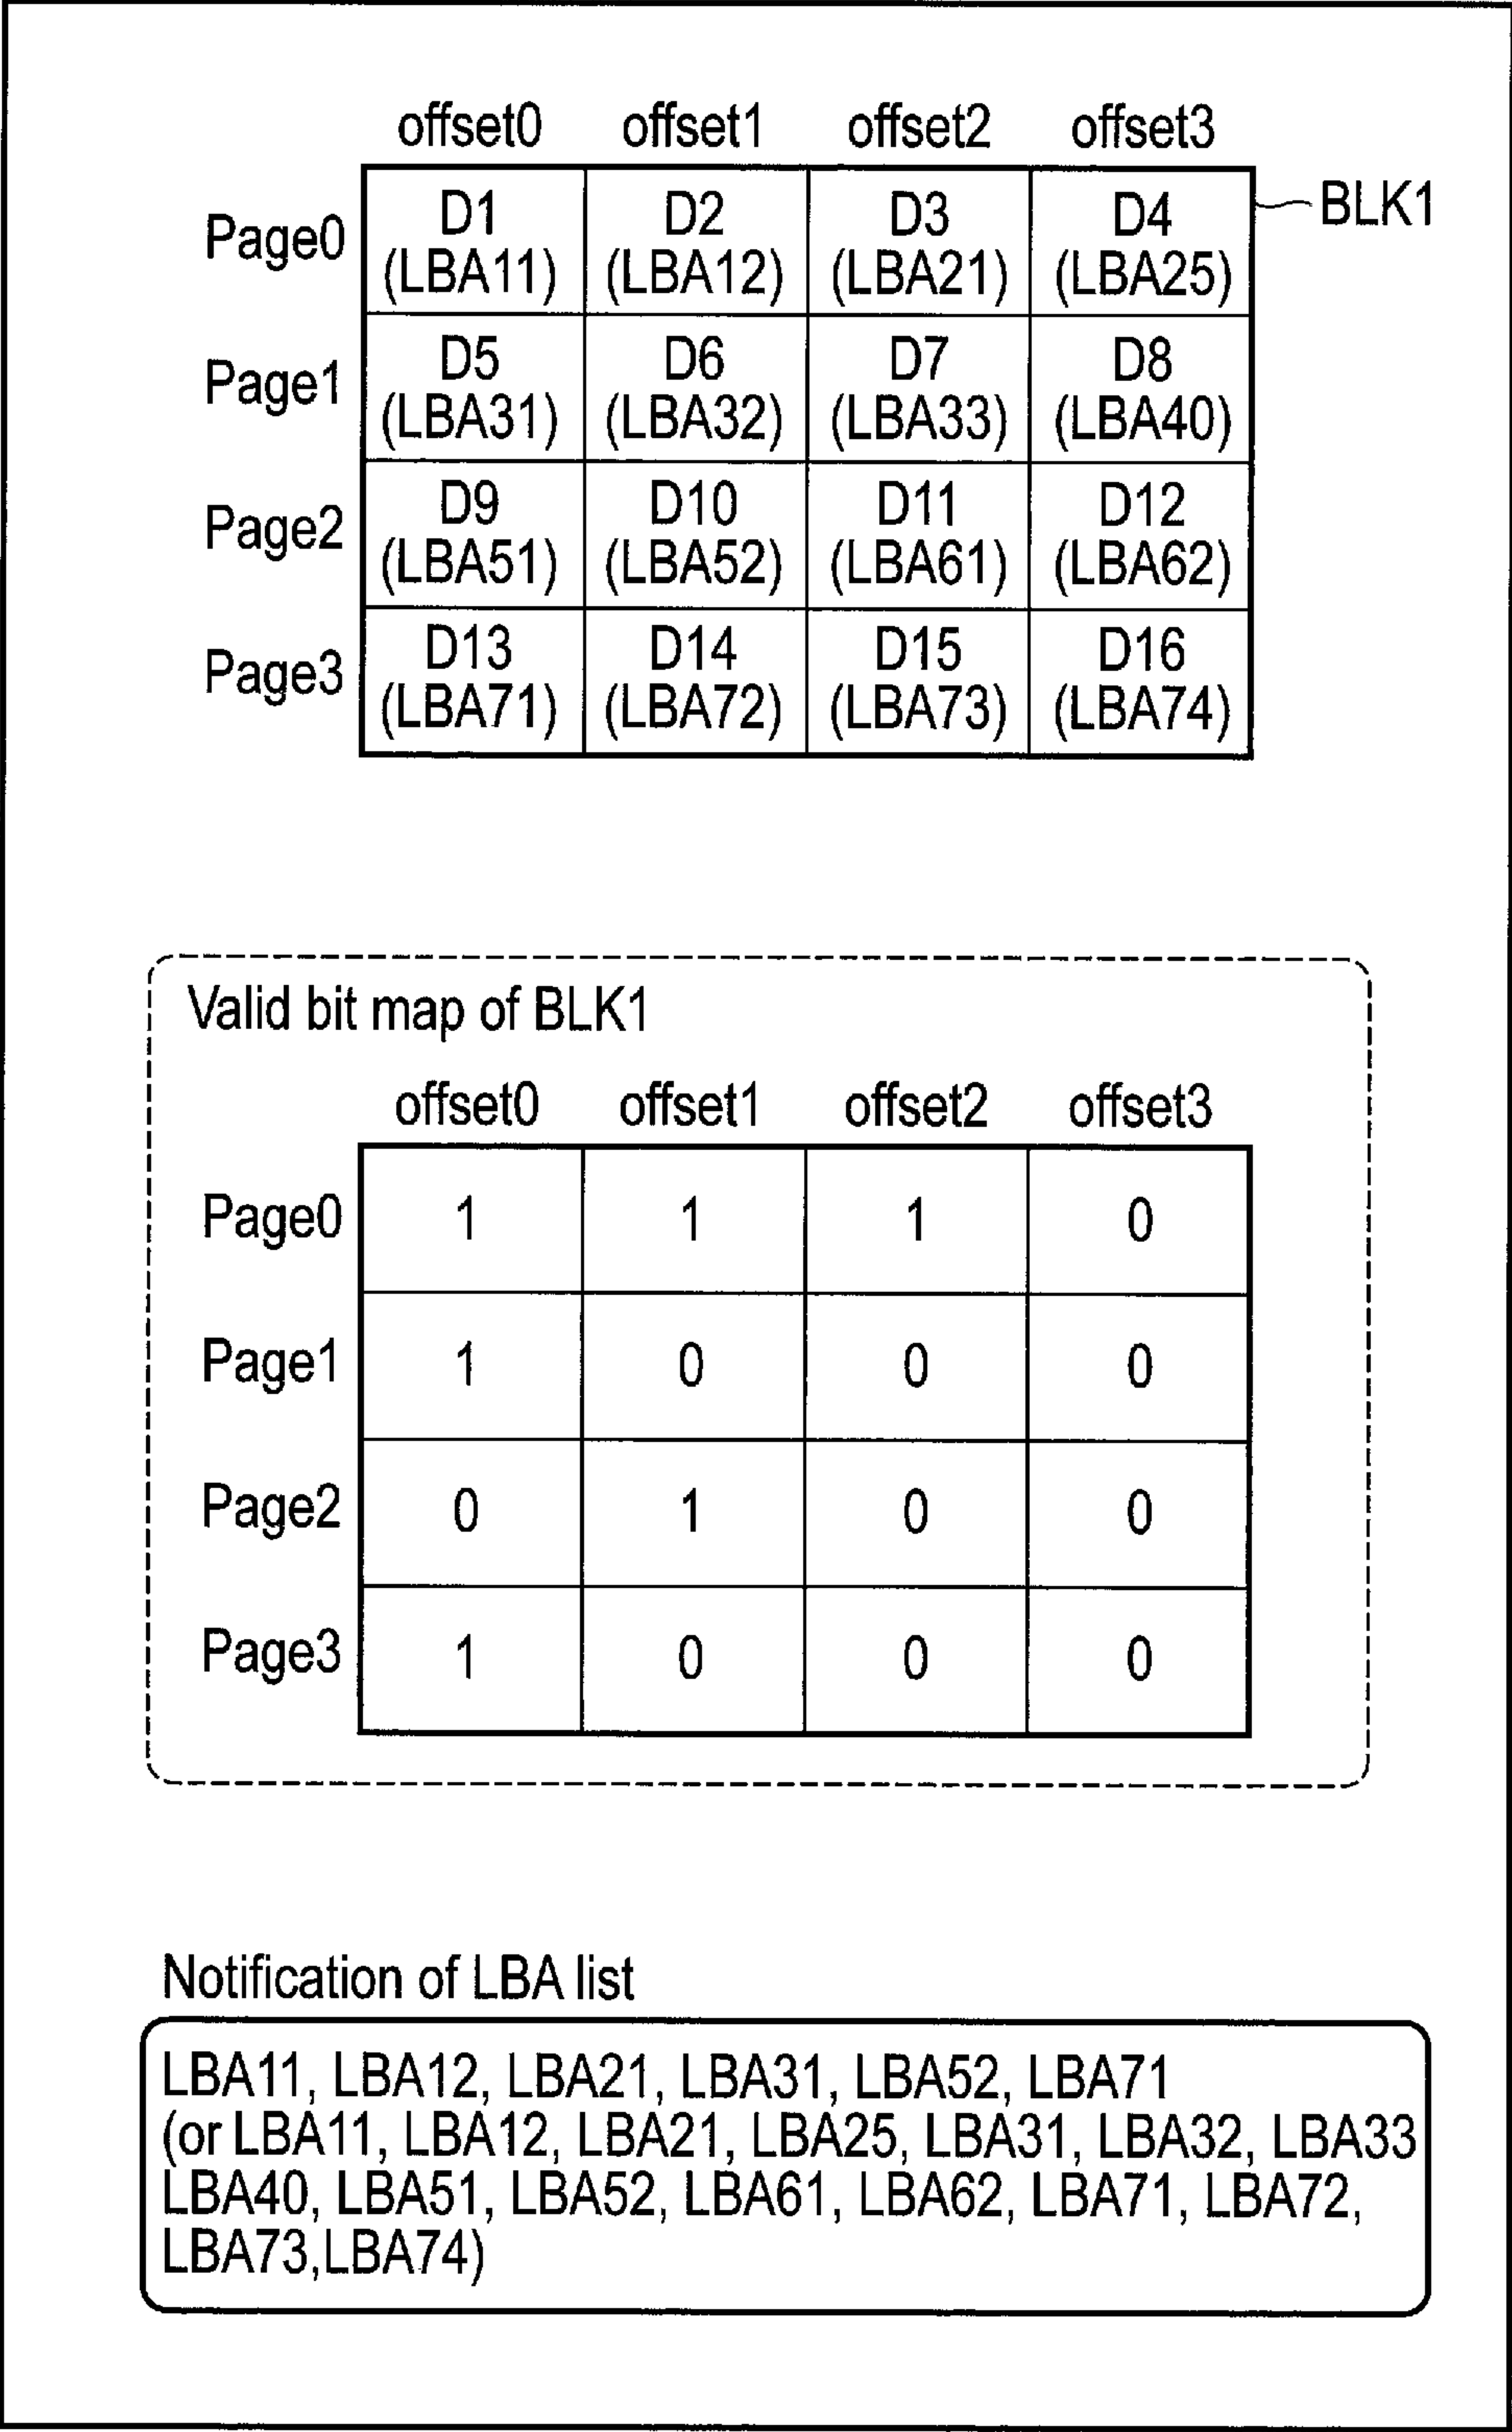 offset0 offset1 offset2 offset3
BLK1
Page0 D1 D2 D3 D4
(LBA11) (LBA12) (LBA21) (LBA25)
Page1 D5 D6 D7 D8
(LBA31) (LBA32) (LBA33) (LBA40)
Page2 D9 D10 D11 D12
(LBA51) (LBA52) (LBA61) (LBA62)
Page3 D13 D14 D15 D16
(LBA71) (LBA72) (LBA73) (LBA74)
Valid bit map of BLK1
offset0 offset1 offset2 offset3
Page0 1 1 1 0
Page1 1 0 0 0
Page2 0 1 0 0
Page3 1 0 0 0
Notification of LBA list
LBA11, LBA12, LBA21, LBA31, LBA52, LBA71
(or LBA11, LBA12, LBA21, LBA25, LBA31, LBA32, LBA33
LBA40, LBA51, LBA52, LBA61, LBA62, LBA71, LBA72,
LBA73,LBA74)